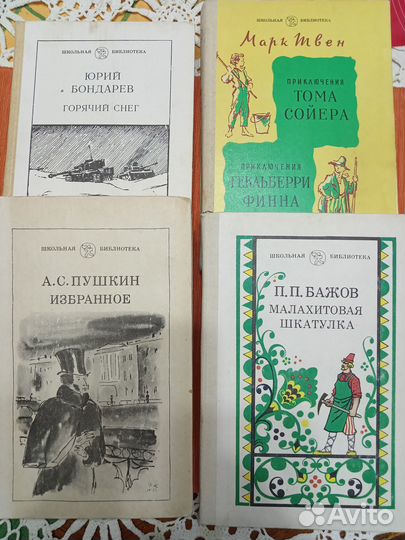 ШКОЛЬНАЯ БИБЛИОТЕКА
ЮРИЙ
БОНДАРЕВ
ГОРЯЧИЙ СНЕГ
ШКОЛЬНАЯ БИБЛИОТЕКА
Марк Твен
ПРИКЛЮЧЕНИЯ
ТОМА
СОЙЕРА
ПРИКЛЮЧЕНИЯ
ГЕКЛЬБЕРРИ
ФИННА
ШКОЛЬНАЯ БИБЛИОТЕКА
А.С.ПУШКИН
ИЗБРАННОЕ
ШКОЛЬНАЯ БИБЛИОТЕКА
П.П.БАЖОВ
МАЛАХИТОВАЯ
ШКАТУЛКА
Avito